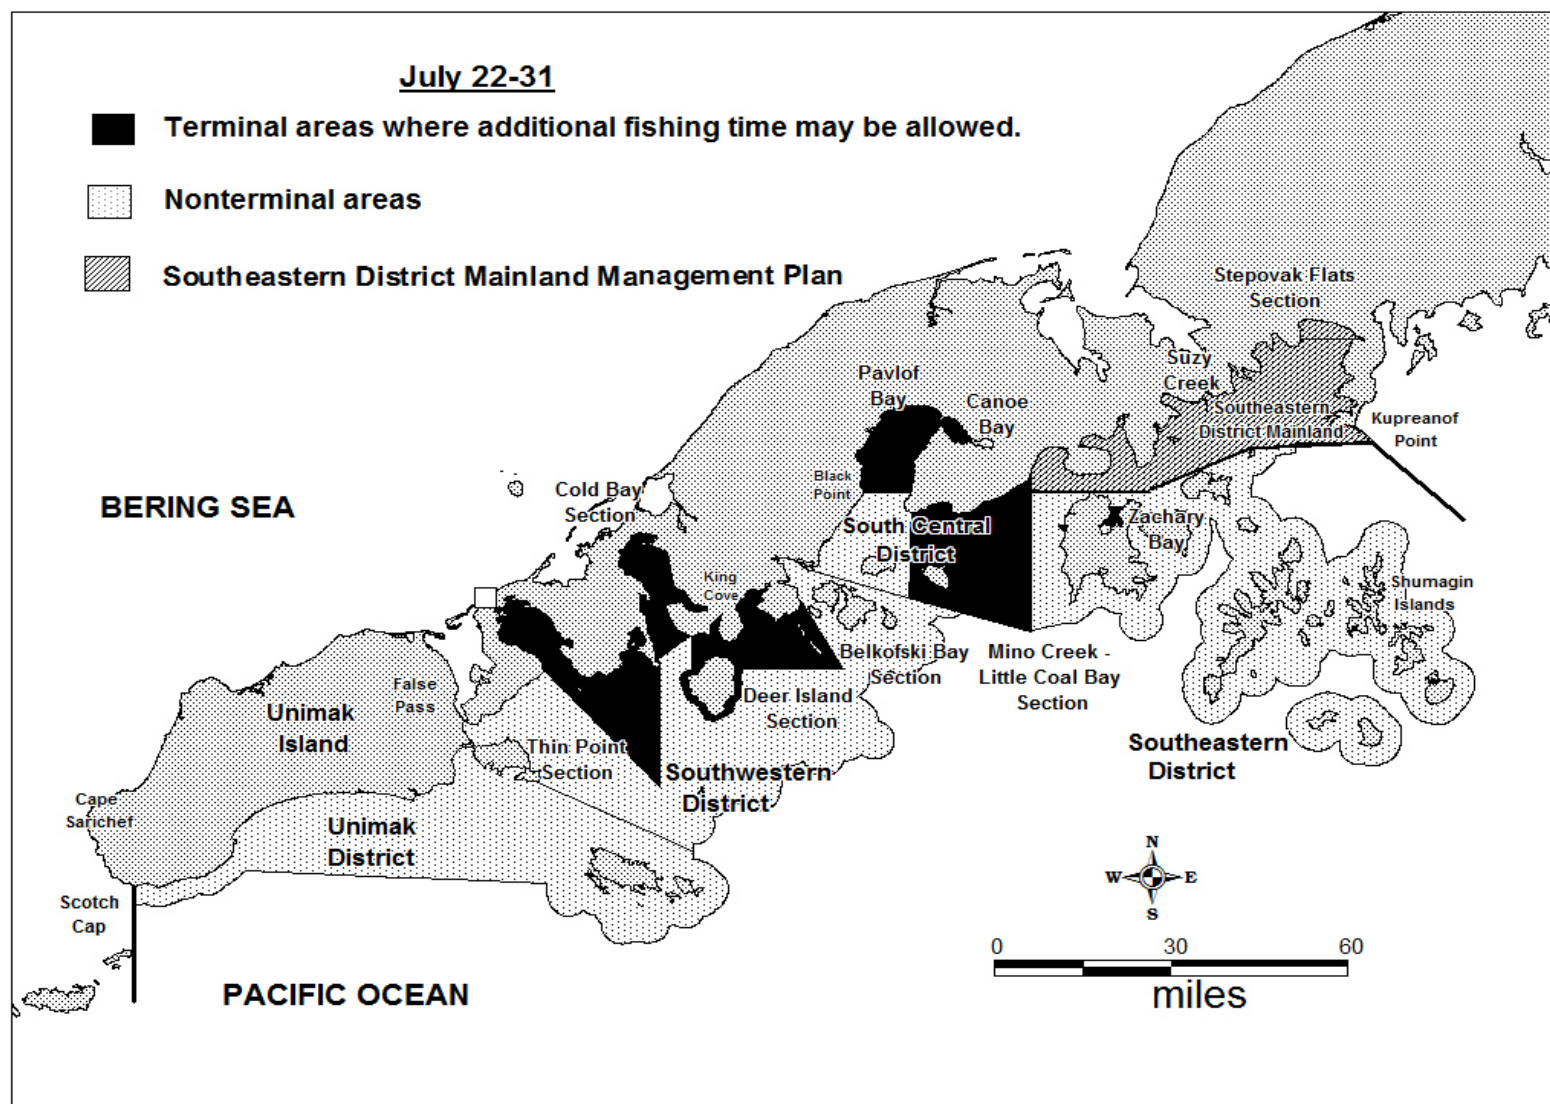 July 22-31
Terminal areas where additional fishing time may be allowed.
Nonterminal areas
Southeastern District Mainland Management Plan
Stepovak Flats
Section
Suzy
Creek
Pavlof
Bay
Canoe
Bay
Southeastern
District Mainland
Kupreanof
Point
Black
Point
Cold Bay
Section
BERING SEA
South Central
District
Zachary
Bay
King
Cove
Shumagin
Islands
Belkofski Bay
Section
Mino Creek -
Little Coal Bay
Section
False
Pass
Deer Island
Section
Unimak
Island
Thin Point
Section
Southwestern
District
Southeastern
District
Cape
Sarichef
Unimak
District
Scotch
Cap
N
W E
S
0 30 60
miles
PACIFIC OCEAN